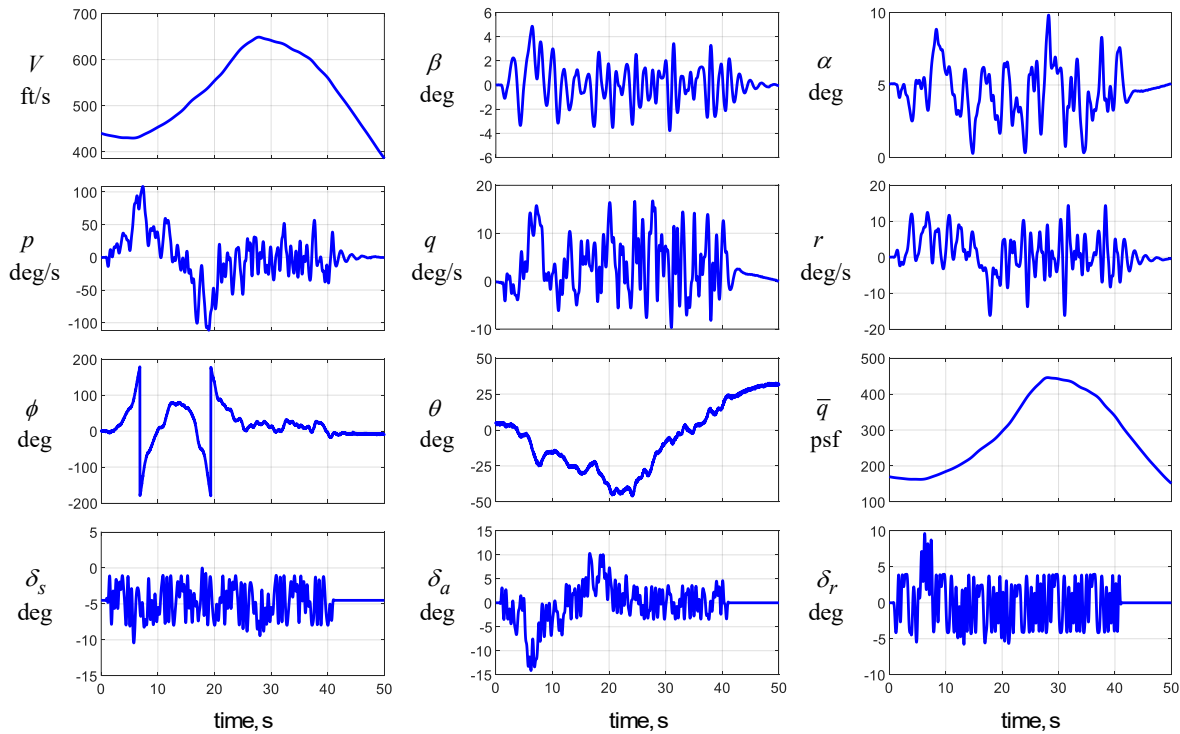 V
ft/s
700
600
500
400
β
deg
6
4
2
0
-2
-4
-6
α
deg
10
5
0
p
deg/s
100
50
0
-50
-100
q
deg/s
20
10
0
-10
r
deg/s
20
10
0
-10
-20
ϕ
deg
200
100
0
-100
-200
θ
deg
50
25
0
-25
-50
q̅
psf
500
400
300
200
100
δs
deg
5
0
-5
-10
-15
0 10 20 30 40 50
time, s
δa
deg
15
10
5
0
-5
-10
-15
0 10 20 30 40 50
time, s
δr
deg
10
5
0
-5
-10
0 10 20 30 40 50
time, s